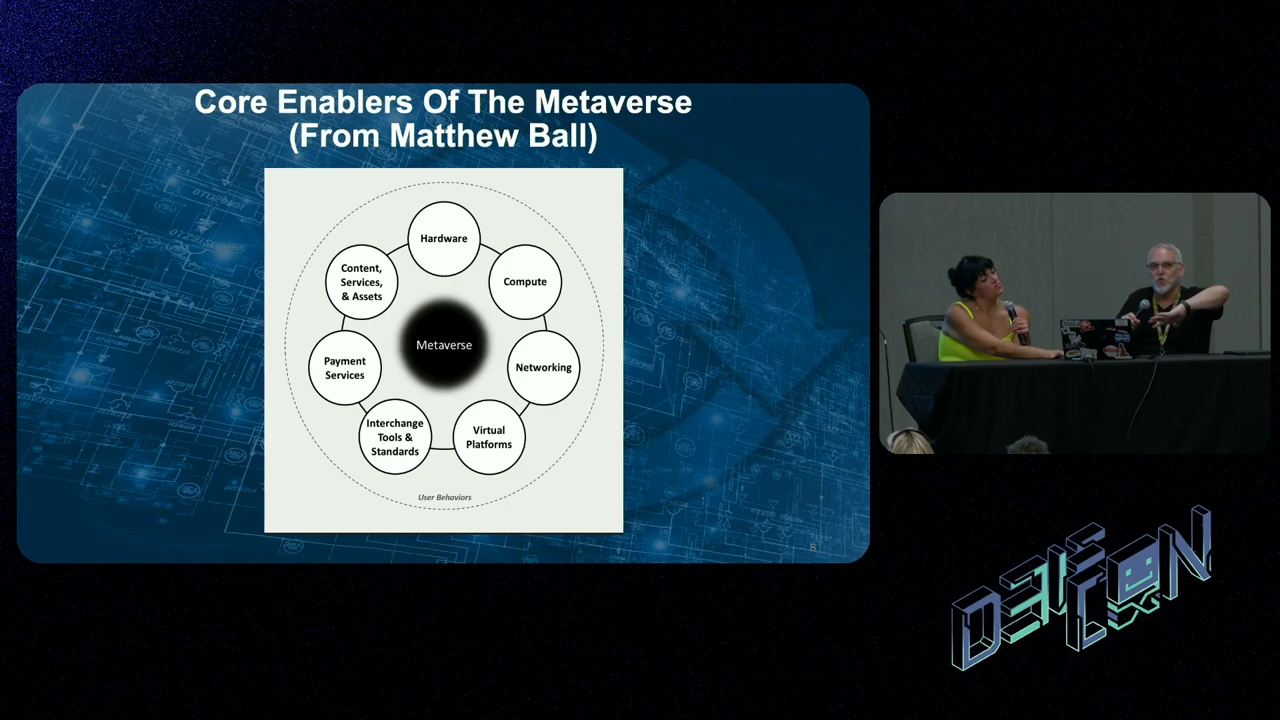 Core Enablers Of The Metaverse
(From Matthew Ball)
Hardware
Compute
Networking
Virtual
Platforms
Interchange
Tools &
Standards
Payment
Services
Content,
Services,
& Assets
Metaverse
User Behaviors
8
DEF
CON